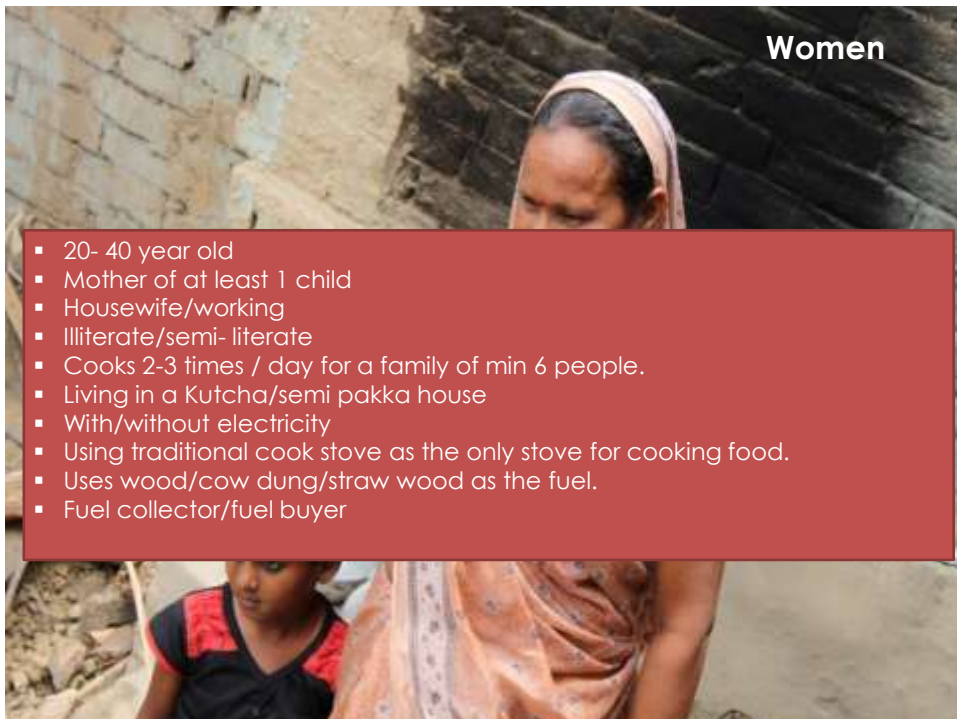 Women
▪ 20- 40 year old
▪ Mother of at least 1 child
▪ Housewife/working
▪ Illiterate/semi- literate
▪ Cooks 2-3 times / day for a family of min 6 people.
▪ Living in a Kutcha/semi pakka house
▪ With/without electricity
▪ Using traditional cook stove as the only stove for cooking food.
▪ Uses wood/cow dung/straw wood as the fuel.
▪ Fuel collector/fuel buyer